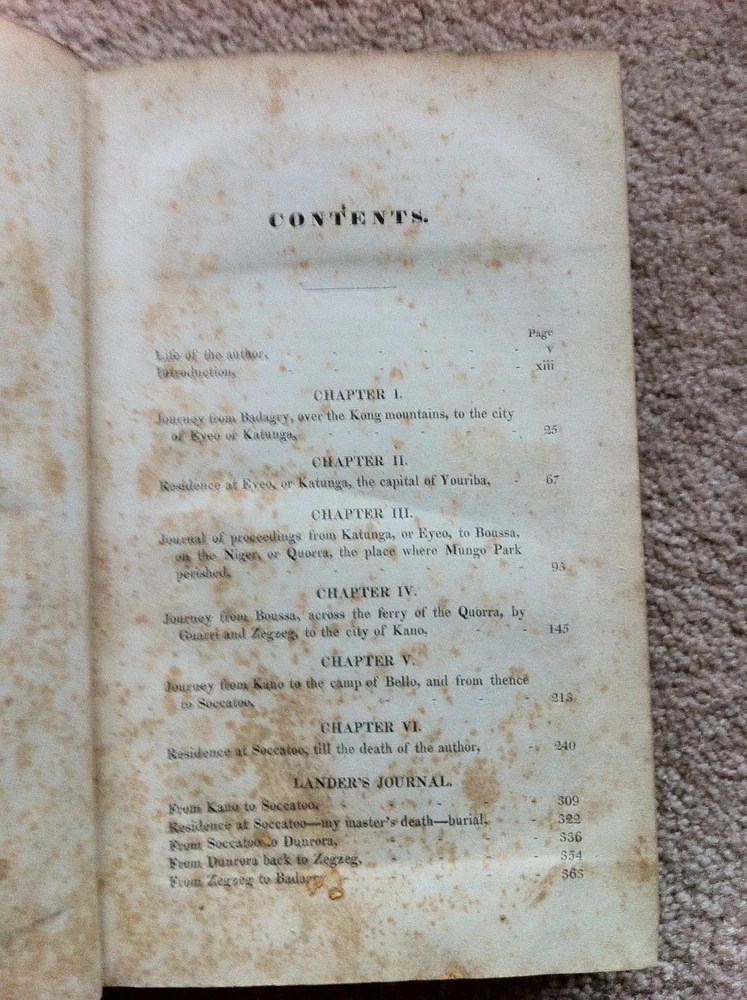 CONTENTS.
Page
Life of the author, - - - - - - v
Introduction, - - - - - - xiii
CHAPTER I.
Journey from Badagry, over the Kong mountains, to the city
of Eyeo or Katunga, - - - - - - 25
CHAPTER II.
Residence at Eyeo, or Katunga, the capital of Youriba, - 67
CHAPTER III.
Journal of proceedings from Katunga, or Eyeo, to Boussa,
on the Niger, or Quorra, the place where Mungo Park
perished, - - - - - - - 95
CHAPTER IV.
Journey from Boussa, across the ferry of the Quorra, by
Guarri and Zegzeg, to the city of Kano, - - 145
CHAPTER V.
Journey from Kano to the camp of Bello, and from thence
to Soccatoo, - - - - - - - 213
CHAPTER VI.
Residence at Soccatoo, till the death of the author, - 240
LANDER'S JOURNAL.
From Kano to Soccatoo, - - - - - 309
Residence at Soccatoo—my master's death—burial, - 322
From Soccatoo to Dunrora, - - - - 336
From Dunrora back to Zegzeg, - - - - 354
From Zegzeg to Badagry - - - - 363